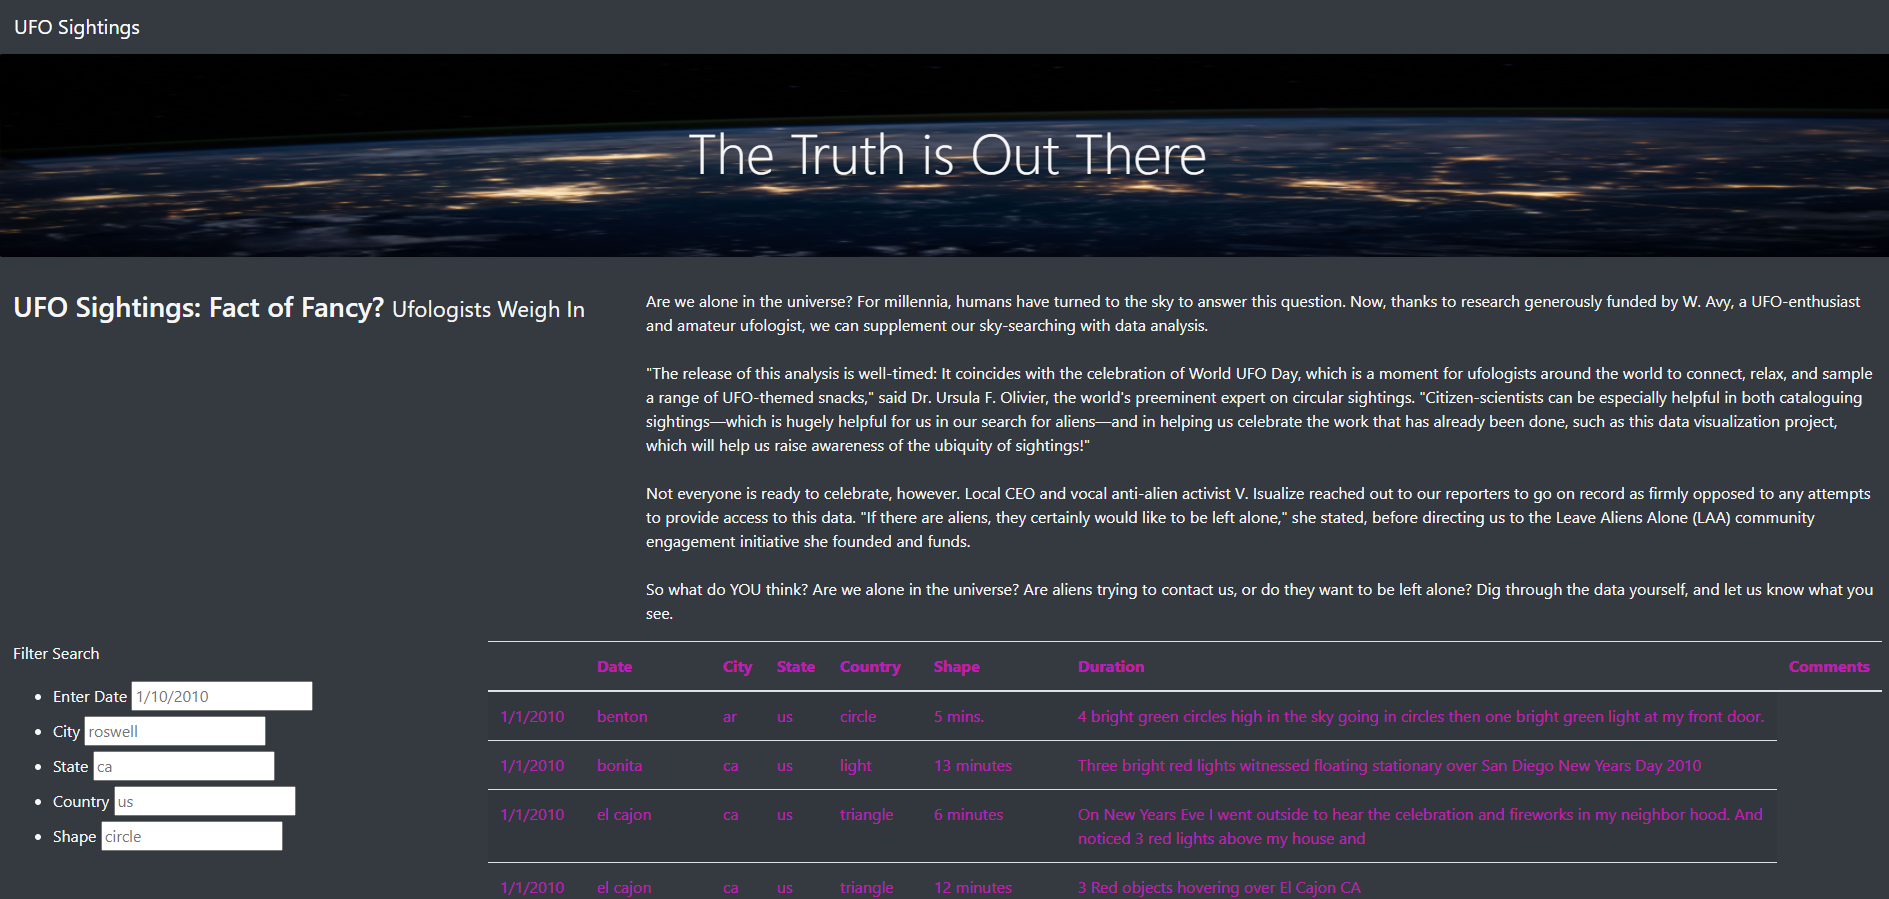 UFO Sightings
The Truth is Out There
UFO Sightings: Fact of Fancy? Ufologists Weigh In
Are we alone in the universe? For millennia, humans have turned to the sky to answer this question. Now, thanks to research generously funded by W. Avy, a UFO-enthusiast
and amateur ufologist, we can supplement our sky-searching with data analysis.
"The release of this analysis is well-timed: It coincides with the celebration of World UFO Day, which is a moment for ufologists around the world to connect, relax, and sample
a range of UFO-themed snacks," said Dr. Ursula F. Olivier, the world's preeminent expert on circular sightings. "Citizen-scientists can be especially helpful in both cataloguing
sightings—which is hugely helpful for us in our search for aliens—and in helping us celebrate the work that has already been done, such as this data visualization project,
which will help us raise awareness of the ubiquity of sightings!"
Not everyone is ready to celebrate, however. Local CEO and vocal anti-alien activist V. Isualize reached out to our reporters to go on record as firmly opposed to any attempts
to provide access to this data. "If there are aliens, they certainly would like to be left alone," she stated, before directing us to the Leave Aliens Alone (LAA) community
engagement initiative she founded and funds.
So what do YOU think? Are we alone in the universe? Are aliens trying to contact us, or do they want to be left alone? Dig through the data yourself, and let us know what you
see.
Filter Search
Enter Date 1/10/2010
City roswell
State ca
Country us
Shape circle
Date City State Country Shape Duration Comments
1/1/2010 benton ar us circle 5 mins. 4 bright green circles high in the sky going in circles then one bright green light at my front door.
1/1/2010 bonita ca us light 13 minutes Three bright red lights witnessed floating stationary over San Diego New Years Day 2010
1/1/2010 el cajon ca us triangle 6 minutes On New Years Eve I went outside to hear the celebration and fireworks in my neighbor hood. And
noticed 3 red lights above my house and
1/1/2010 el cajon ca us triangle 12 minutes 3 Red objects hovering over El Cajon CA